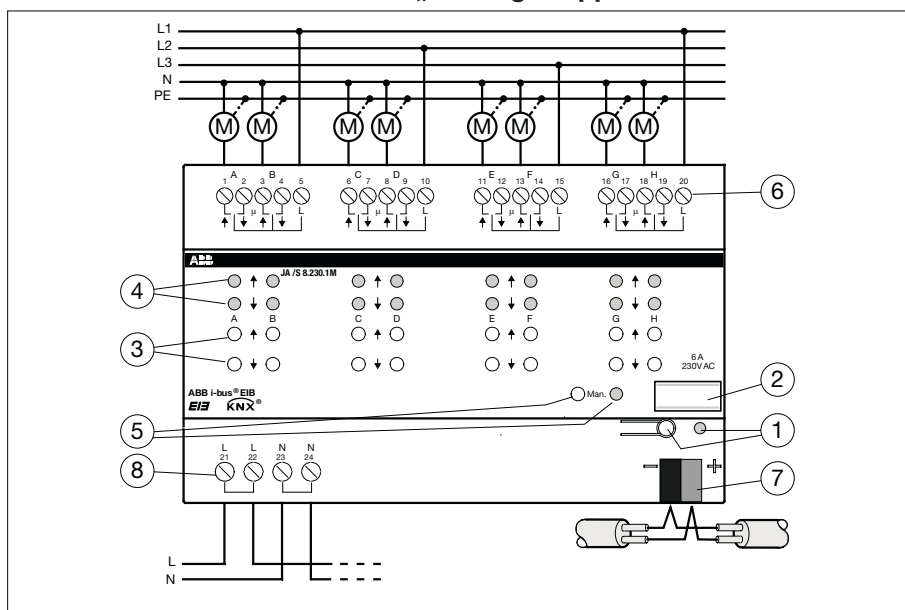 L1
L2
L3
N
PE
M M M M M M M M
A B C D E F G H
1 2 3 4 5 6 7 8 9 10 11 12 13 14 15 16 17 18 19 20
µ L µ L µ L µ L
6
ABB
JA /S 8.230.1M
4
A B C D E F G H
3
6 A
230V AC
2
ABB i-bus® EIB
EIB KNX®
Man.
5
1
L L N N
21 22 23 24
8
− +
7
L
N